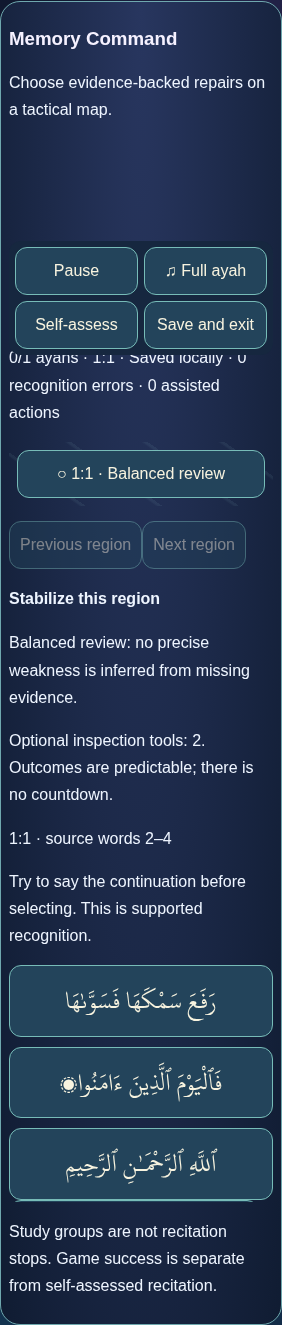 Memory Command
Choose evidence-backed repairs on
a tactical map.
Pause
♫ Full ayah
Self-assess
Save and exit
0/1 ayahs · 1:1 · Saved locally · 0
recognition errors · 0 assisted
actions
○ 1:1 · Balanced review
Previous region
Next region
Stabilize this region
Balanced review: no precise
weakness is inferred from missing
evidence.
Optional inspection tools: 2.
Outcomes are predictable; there is
no countdown.
1:1 · source words 2–4
Try to say the continuation before
selecting. This is supported
recognition.
رَفَعَ سَمْكَهَا فَسَوَّىٰهَا
فَٱلْيَوْمَ ٱلَّذِينَ ءَامَنُوا۟
ٱللَّهِ ٱلرَّحْمَـٰنِ ٱلرَّحِيمِ
Study groups are not recitation
stops. Game success is separate
from self-assessed recitation.